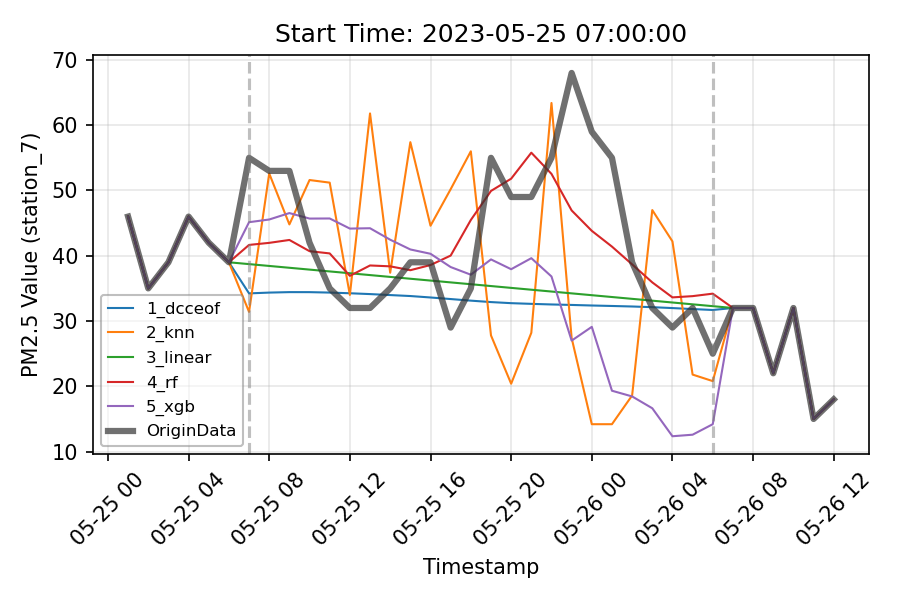 Start Time: 2023-05-25 07:00:00
PM2.5 Value (station_7)
70
60
50
40
30
20
10
1_dcceof
2_knn
3_linear
4_rf
5_xgb
OriginData
05-25 00
05-25 04
05-25 08
05-25 12
05-25 16
05-25 20
05-26 00
05-26 04
05-26 08
05-26 12
Timestamp